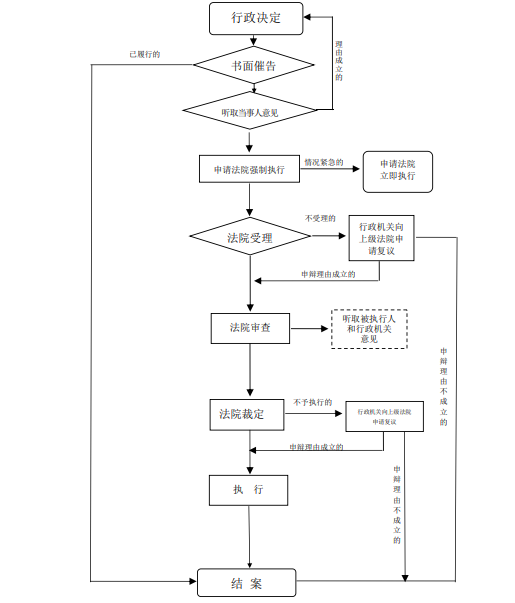 行政决定
理由成立的
已履行的
书面催告
听取当事人意见
申请法院强制执行
情况紧急的
申请法院
立即执行
不受理的
法院受理
行政机关向
上级法院申
请复议
申辩理由成立的
法院审查
听取被执行人
和行政机关
意见
申辩理由不成立的
法院裁定
不予执行的
行政机关向上级法院
申请复议
申辩理由成立的
申辩理由不成立的
执 行
结 案